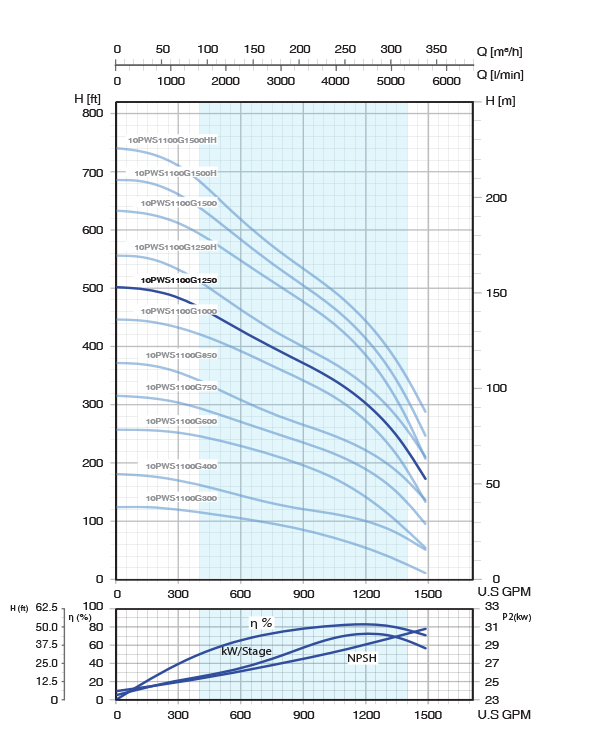 0 50 100 150 200 250 300 350 Q [m³/h]
0 1000 2000 3000 4000 5000 6000 Q [l/min]
H [ft] H [m]
800
10PWS1100G1500HH
700 10PWS1100G1500H
200
10PWS1100G1500
600
10PWS1100G1250H
500 10PWS1100G1250
150
10PWS1100G1000
400
10PWS1100G850
100
10PWS1100G750
300
10PWS1100G600
200
10PWS1100G400
50
10PWS1100G300
100
0 0
0 300 600 900 1200 1500 U.S GPM
H (ft) 62.5 η (%) 100 33 P2(kw)
50.0 80 η % 31
37.5 60 kW/Stage 29
25.0 40 NPSH 27
12.5 20 25
0 0 23
0 300 600 900 1200 1500 U.S GPM